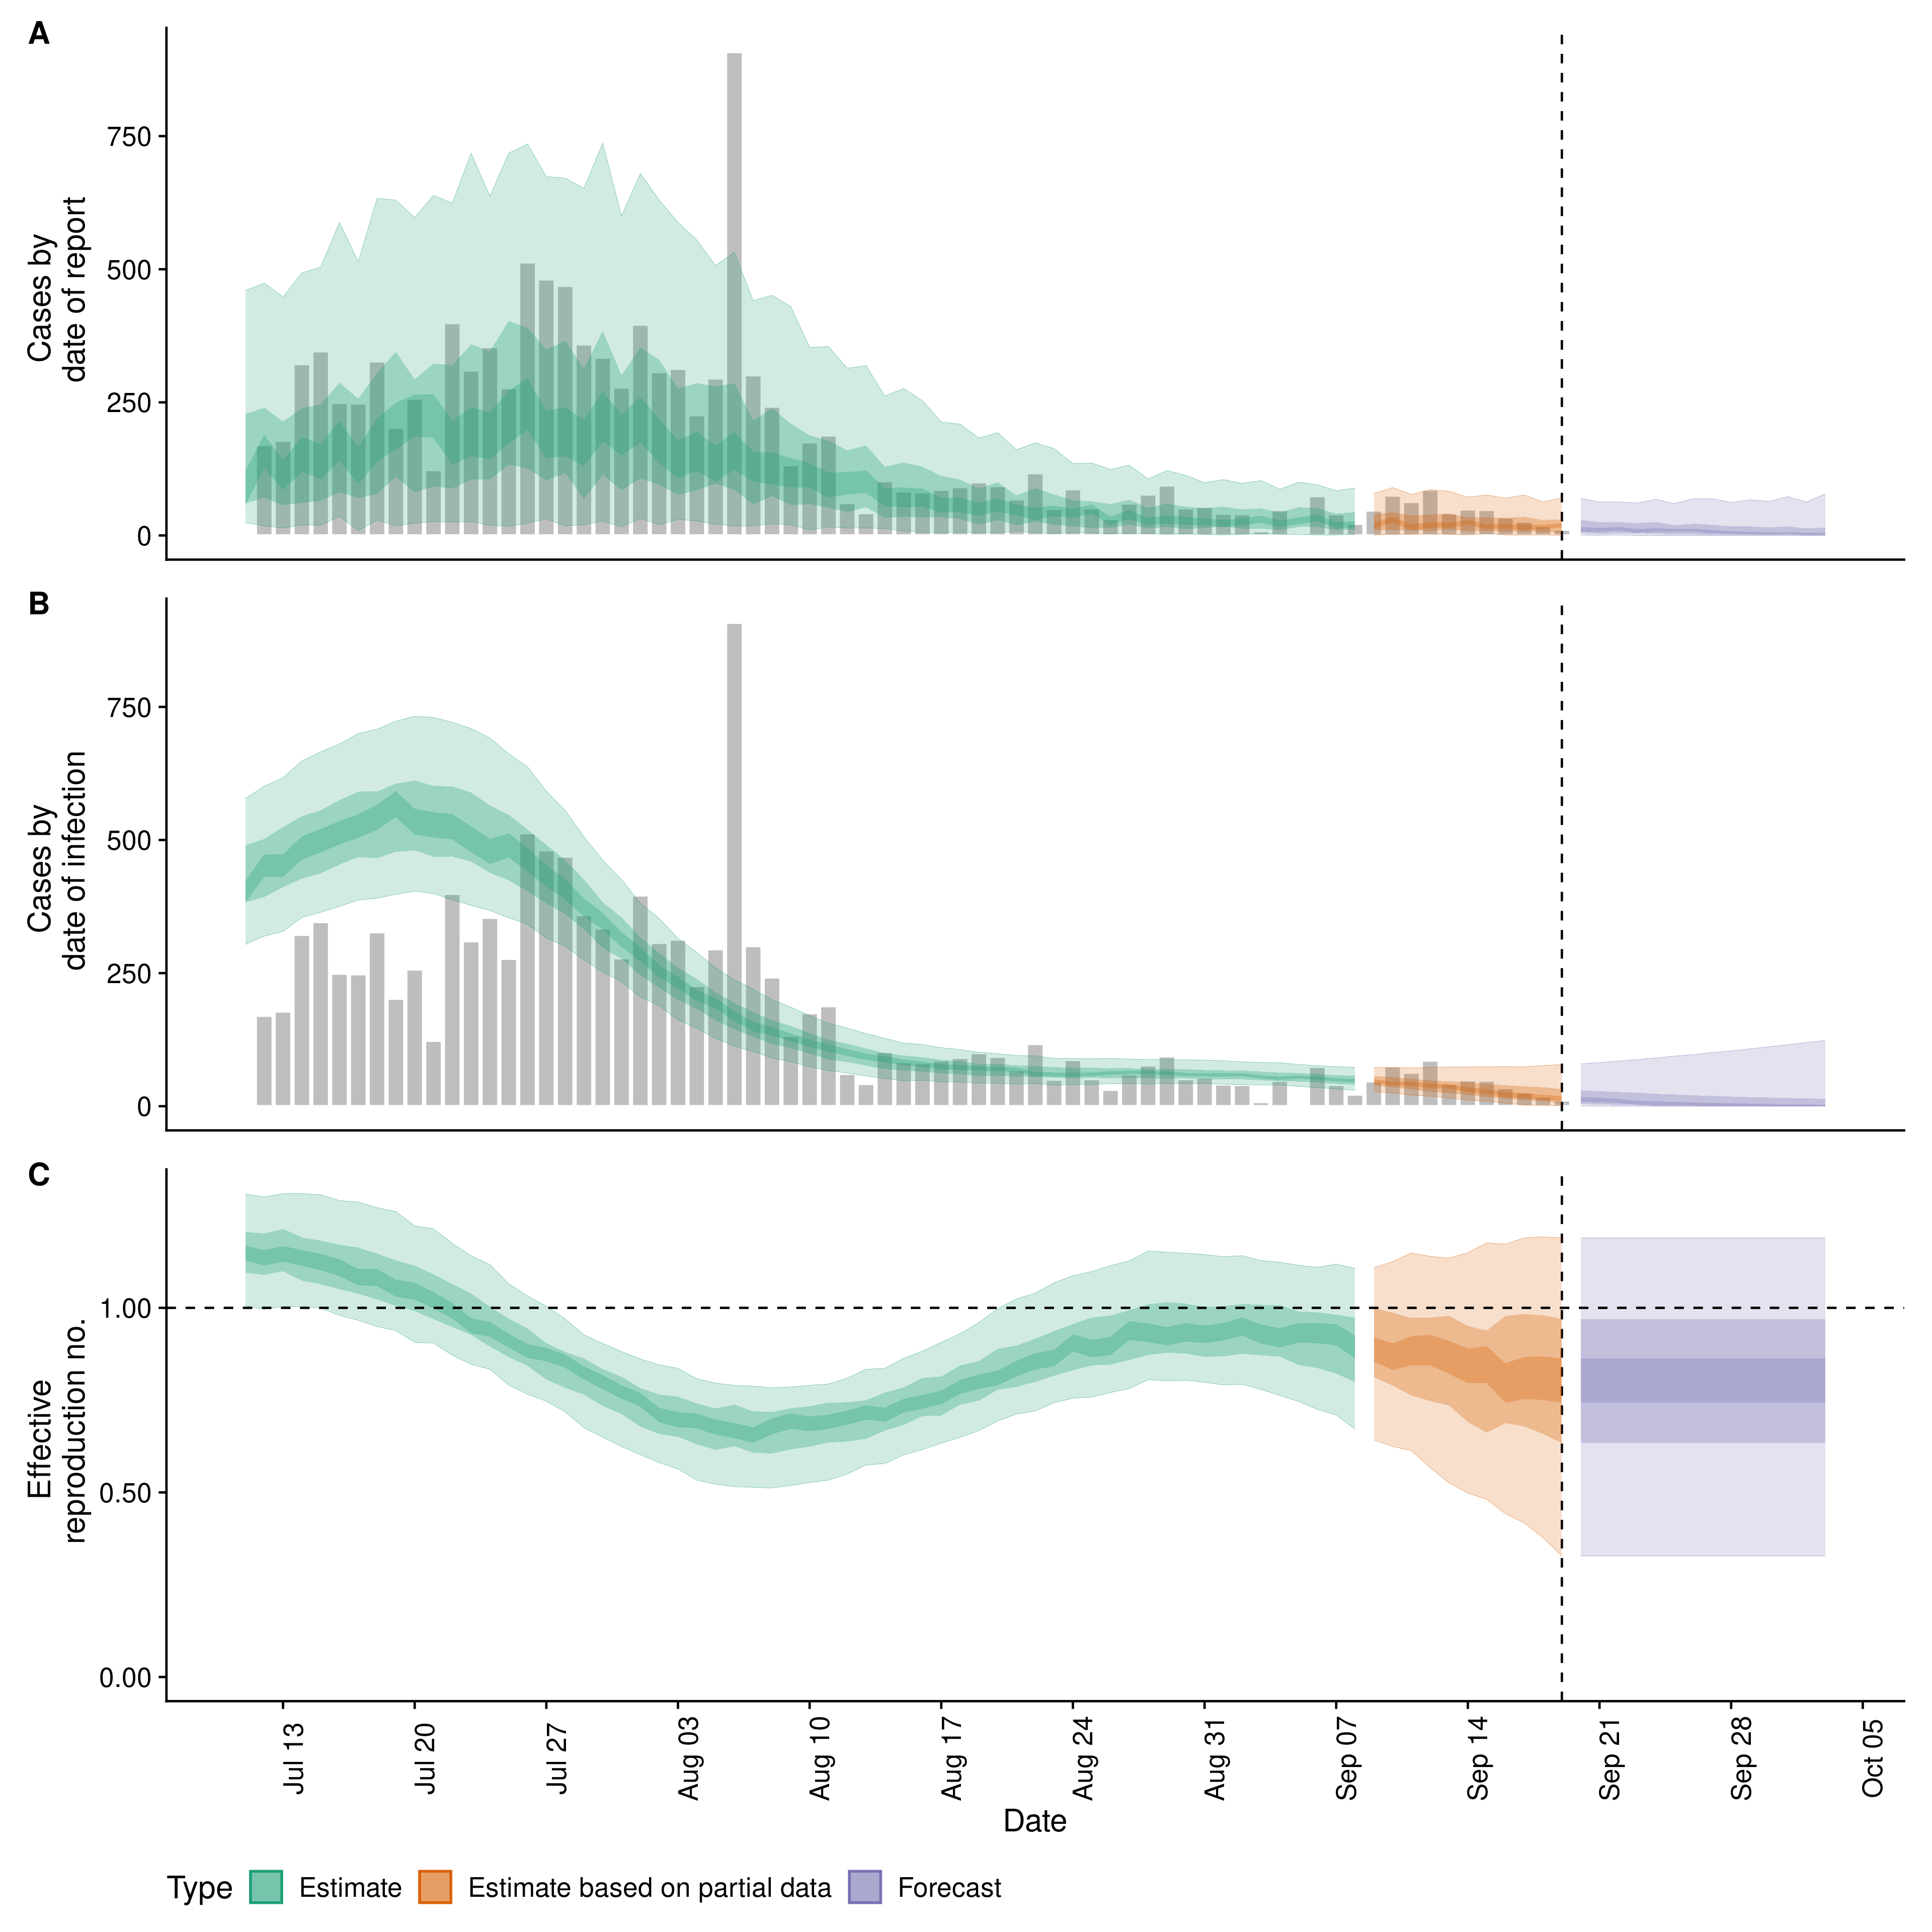 A
Cases by
date of report
750
500
250
0
B
Cases by
date of infection
750
500
250
0
C
Effective
reproduction no.
1.00
0.50
0.00
Jul 13
Jul 20
Jul 27
Aug 03
Aug 10
Aug 17
Aug 24
Aug 31
Sep 07
Sep 14
Sep 21
Sep 28
Oct 05
Date
Type Estimate Estimate based on partial data Forecast